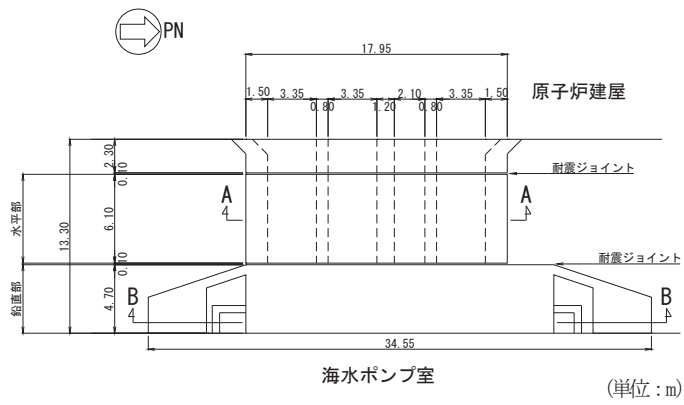 PN
17.95
1.50 3.35 0.80 3.35 1.20 2.10 0.80 3.35 1.50
原子炉建屋
2.30
0.10
耐震ジョイント
A A
水平部
13.30
6.10
0.10
耐震ジョイント
鉛直部
4.70
B B
34.55
海水ポンプ室
(単位:m)